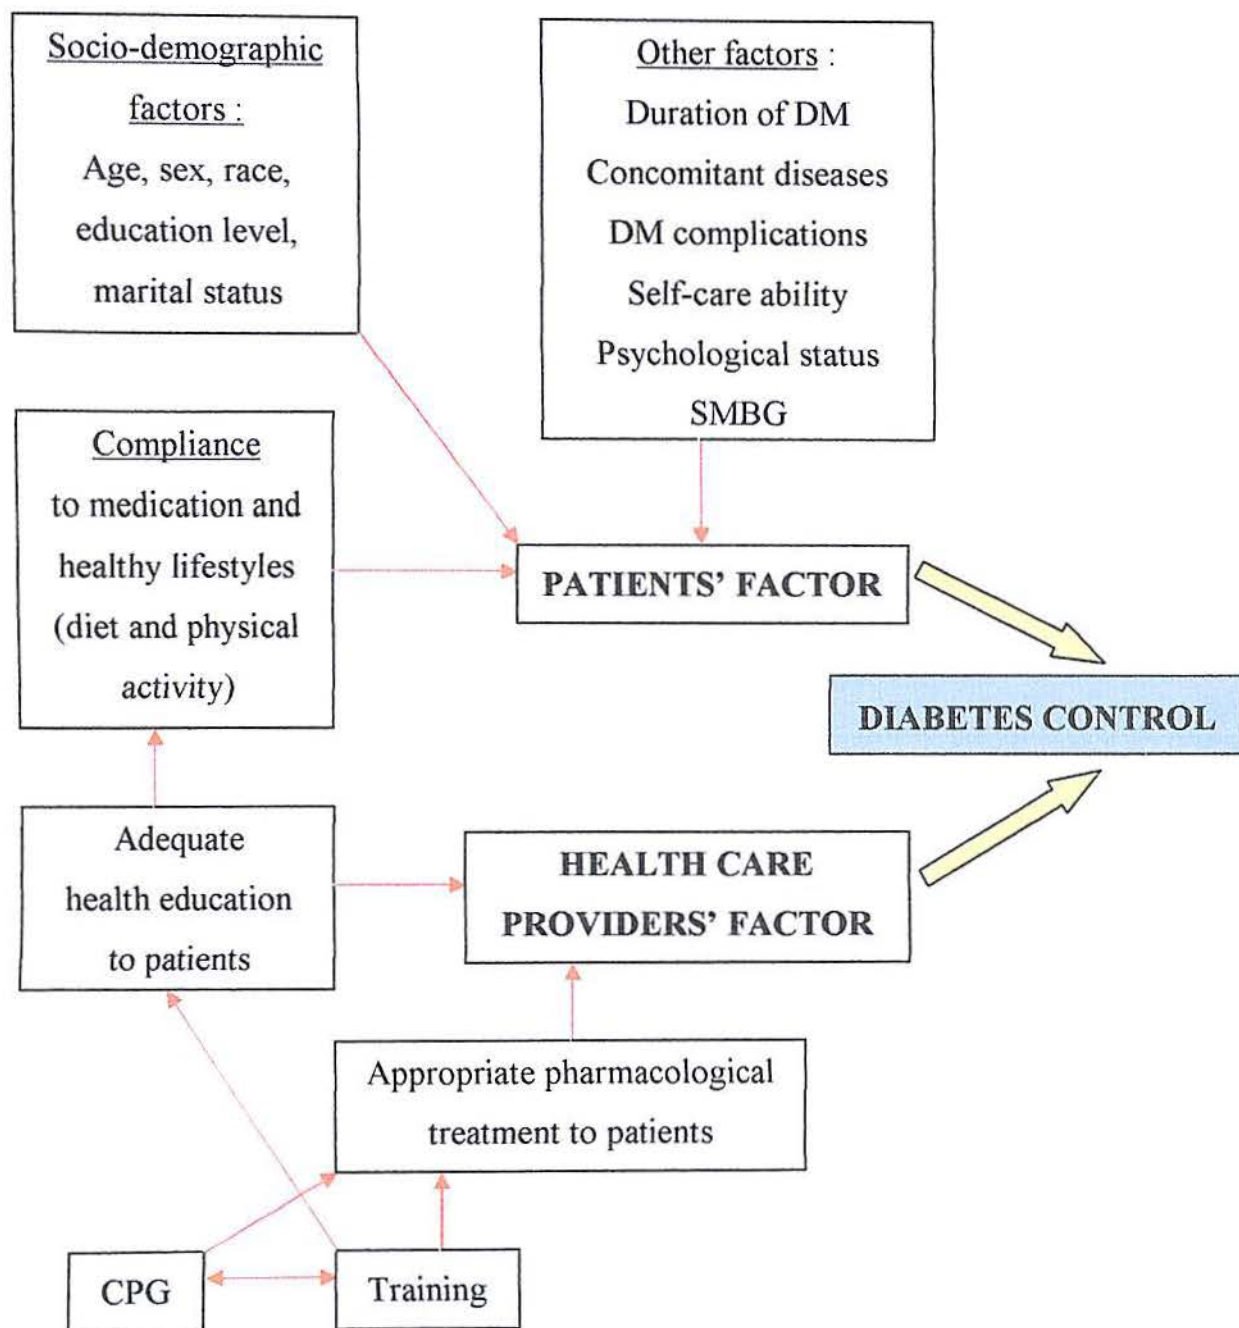 Socio-demographic
factors :
Age, sex, race,
education level,
marital status
Other factors :
Duration of DM
Concomitant diseases
DM complications
Self-care ability
Psychological status
SMBG
Compliance
to medication and
healthy lifestyles
(diet and physical
activity)
PATIENTS’ FACTOR
DIABETES CONTROL
Adequate
health education
to patients
HEALTH CARE
PROVIDERS’ FACTOR
Appropriate pharmacological
treatment to patients
CPG
Training